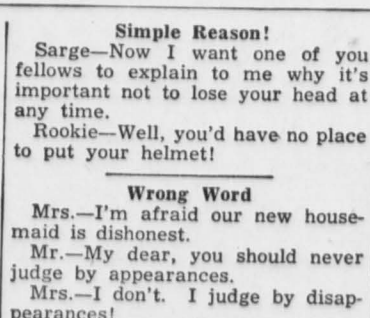 Simple Reason!
Sarge—Now I want one of you
fellows to explain to me why it's
important not to lose your head at
any time.
Rookie—Well, you'd have no place
to put your helmet!
Wrong Word
Mrs.—I'm afraid our new house-
maid is dishonest.
Mr.—My dear, you should never
judge by appearances.
Mrs.—I don't. I judge by disap-
pearances!